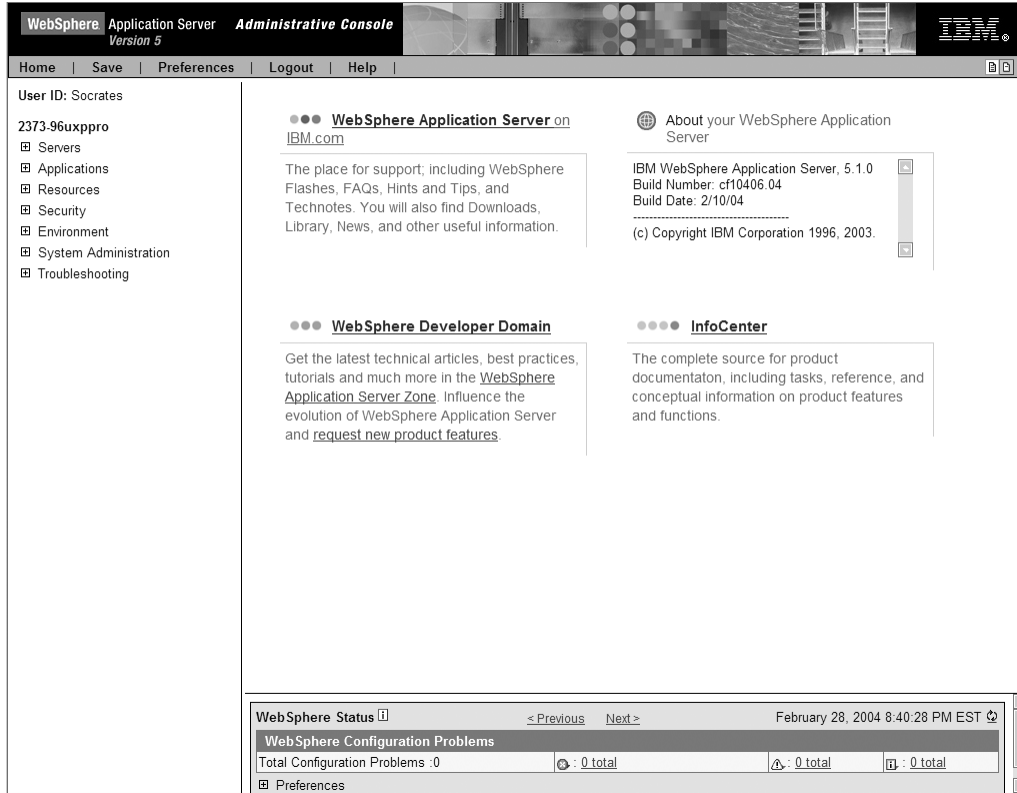 WebSphere Application Server Administrative Console
Version 5
IBM®
Home | Save | Preferences | Logout | Help |
User ID: Socrates
2373-96uxppro
Servers
Applications
Resources
Security
Environment
System Administration
Troubleshooting
WebSphere Application Server on
IBM.com
The place for support; including WebSphere
Flashes, FAQs, Hints and Tips, and
Technotes. You will also find Downloads,
Library, News, and other useful information.
About your WebSphere Application
Server
IBM WebSphere Application Server, 5.1.0
Build Number: cf10406.04
Build Date: 2/10/04
---------------------------------------
(c) Copyright IBM Corporation 1996, 2003.
WebSphere Developer Domain
Get the latest technical articles, best practices,
tutorials and much more in the WebSphere
Application Server Zone. Influence the
evolution of WebSphere Application Server
and request new product features.
InfoCenter
The complete source for product
documentaton, including tasks, reference, and
conceptual information on product features
and functions.
WebSphere Status i < Previous Next > February 28, 2004 8:40:28 PM EST
WebSphere Configuration Problems
Total Configuration Problems :0 : 0 total : 0 total : 0 total
Preferences